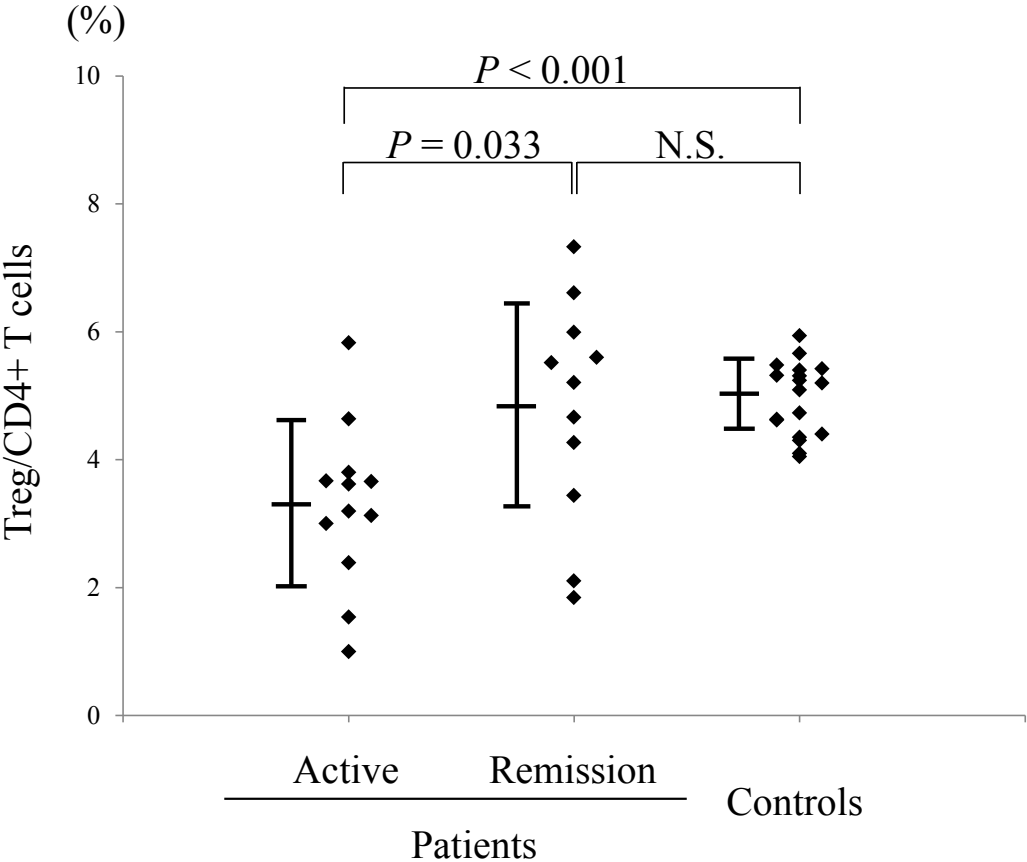 (%)
10
P < 0.001
P = 0.033
N.S.
8
6
4
2
0
Treg/CD4+ T cells
Active
Remission
Controls
Patients